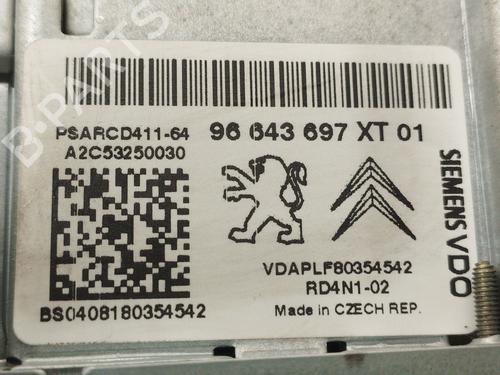 PSARCD411-64
96 643 697 XT 01
A2C53250030
SIEMENS VDO
VDAPLF80354542
RD4N1-02
BS0408180354542
Made in CZECH REP.
B-PARTS